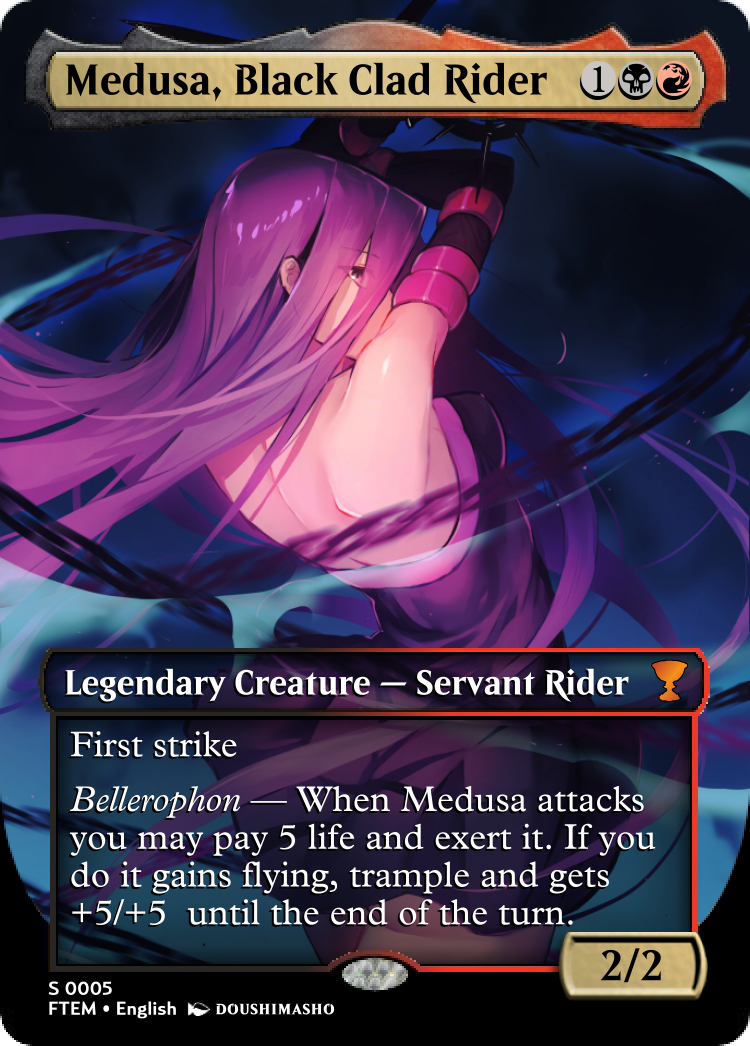 Medusa, Black Clad Rider 1
Legendary Creature — Servant Rider
First strike
Bellerophon — When Medusa attacks
you may pay 5 life and exert it. If you
do it gains flying, trample and gets
+5/+5 until the end of the turn.
2/2
S 0005
FTEM • English DOUSHIMASHO